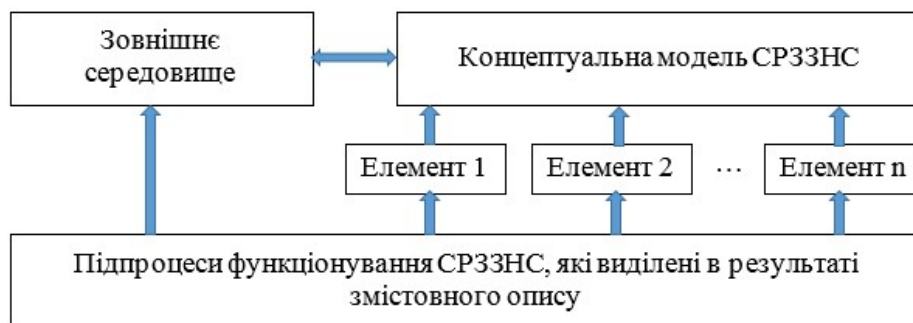 Зовнішнє
середовище
Концептуальна модель СРЗЗНС
Елемент 1
Елемент 2
...
Елемент n
Підпроцеси функціонування СРЗЗНС, які виділені в результаті
змістовного опису